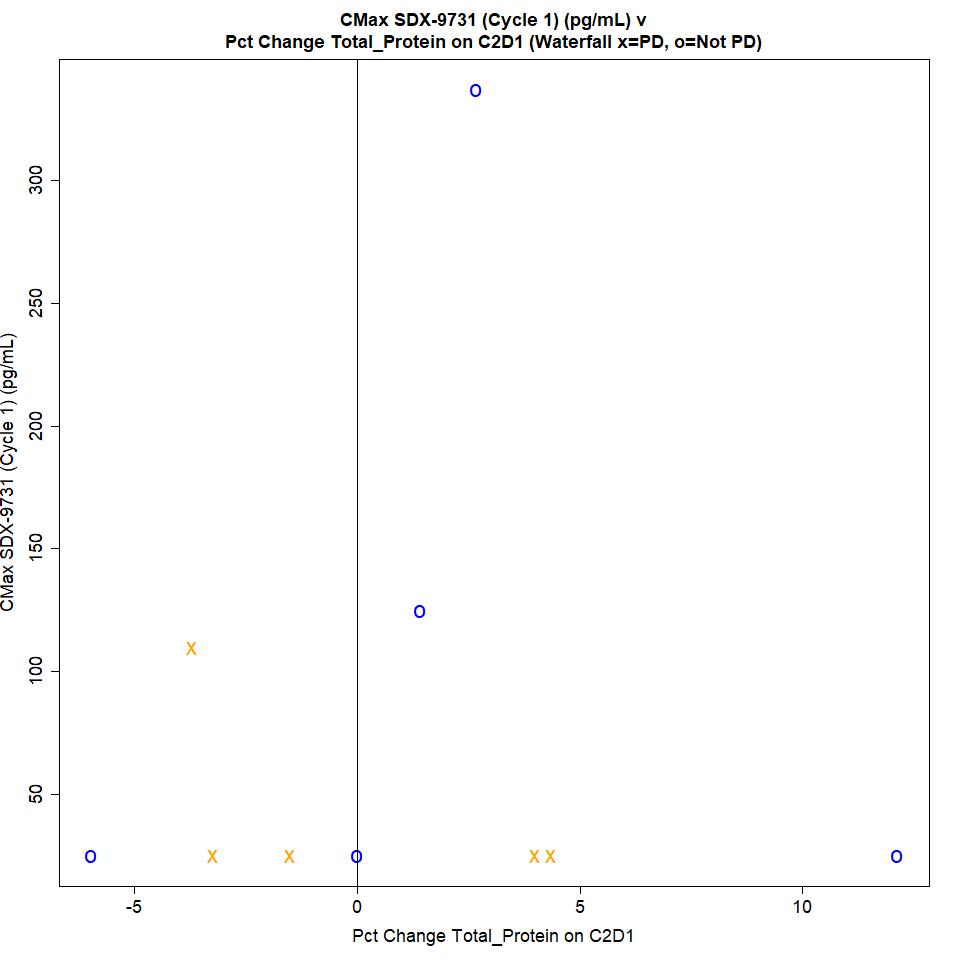 CMax SDX-9731 (Cycle 1) (pg/mL) v
Pct Change Total_Protein on C2D1 (Waterfall x=PD, o=Not PD)
CMax SDX-9731 (Cycle 1) (pg/mL)
300
250
200
150
100
50
o
o
x
o
x
x
o
x
x
o
-5
0
5
10
Pct Change Total_Protein on C2D1